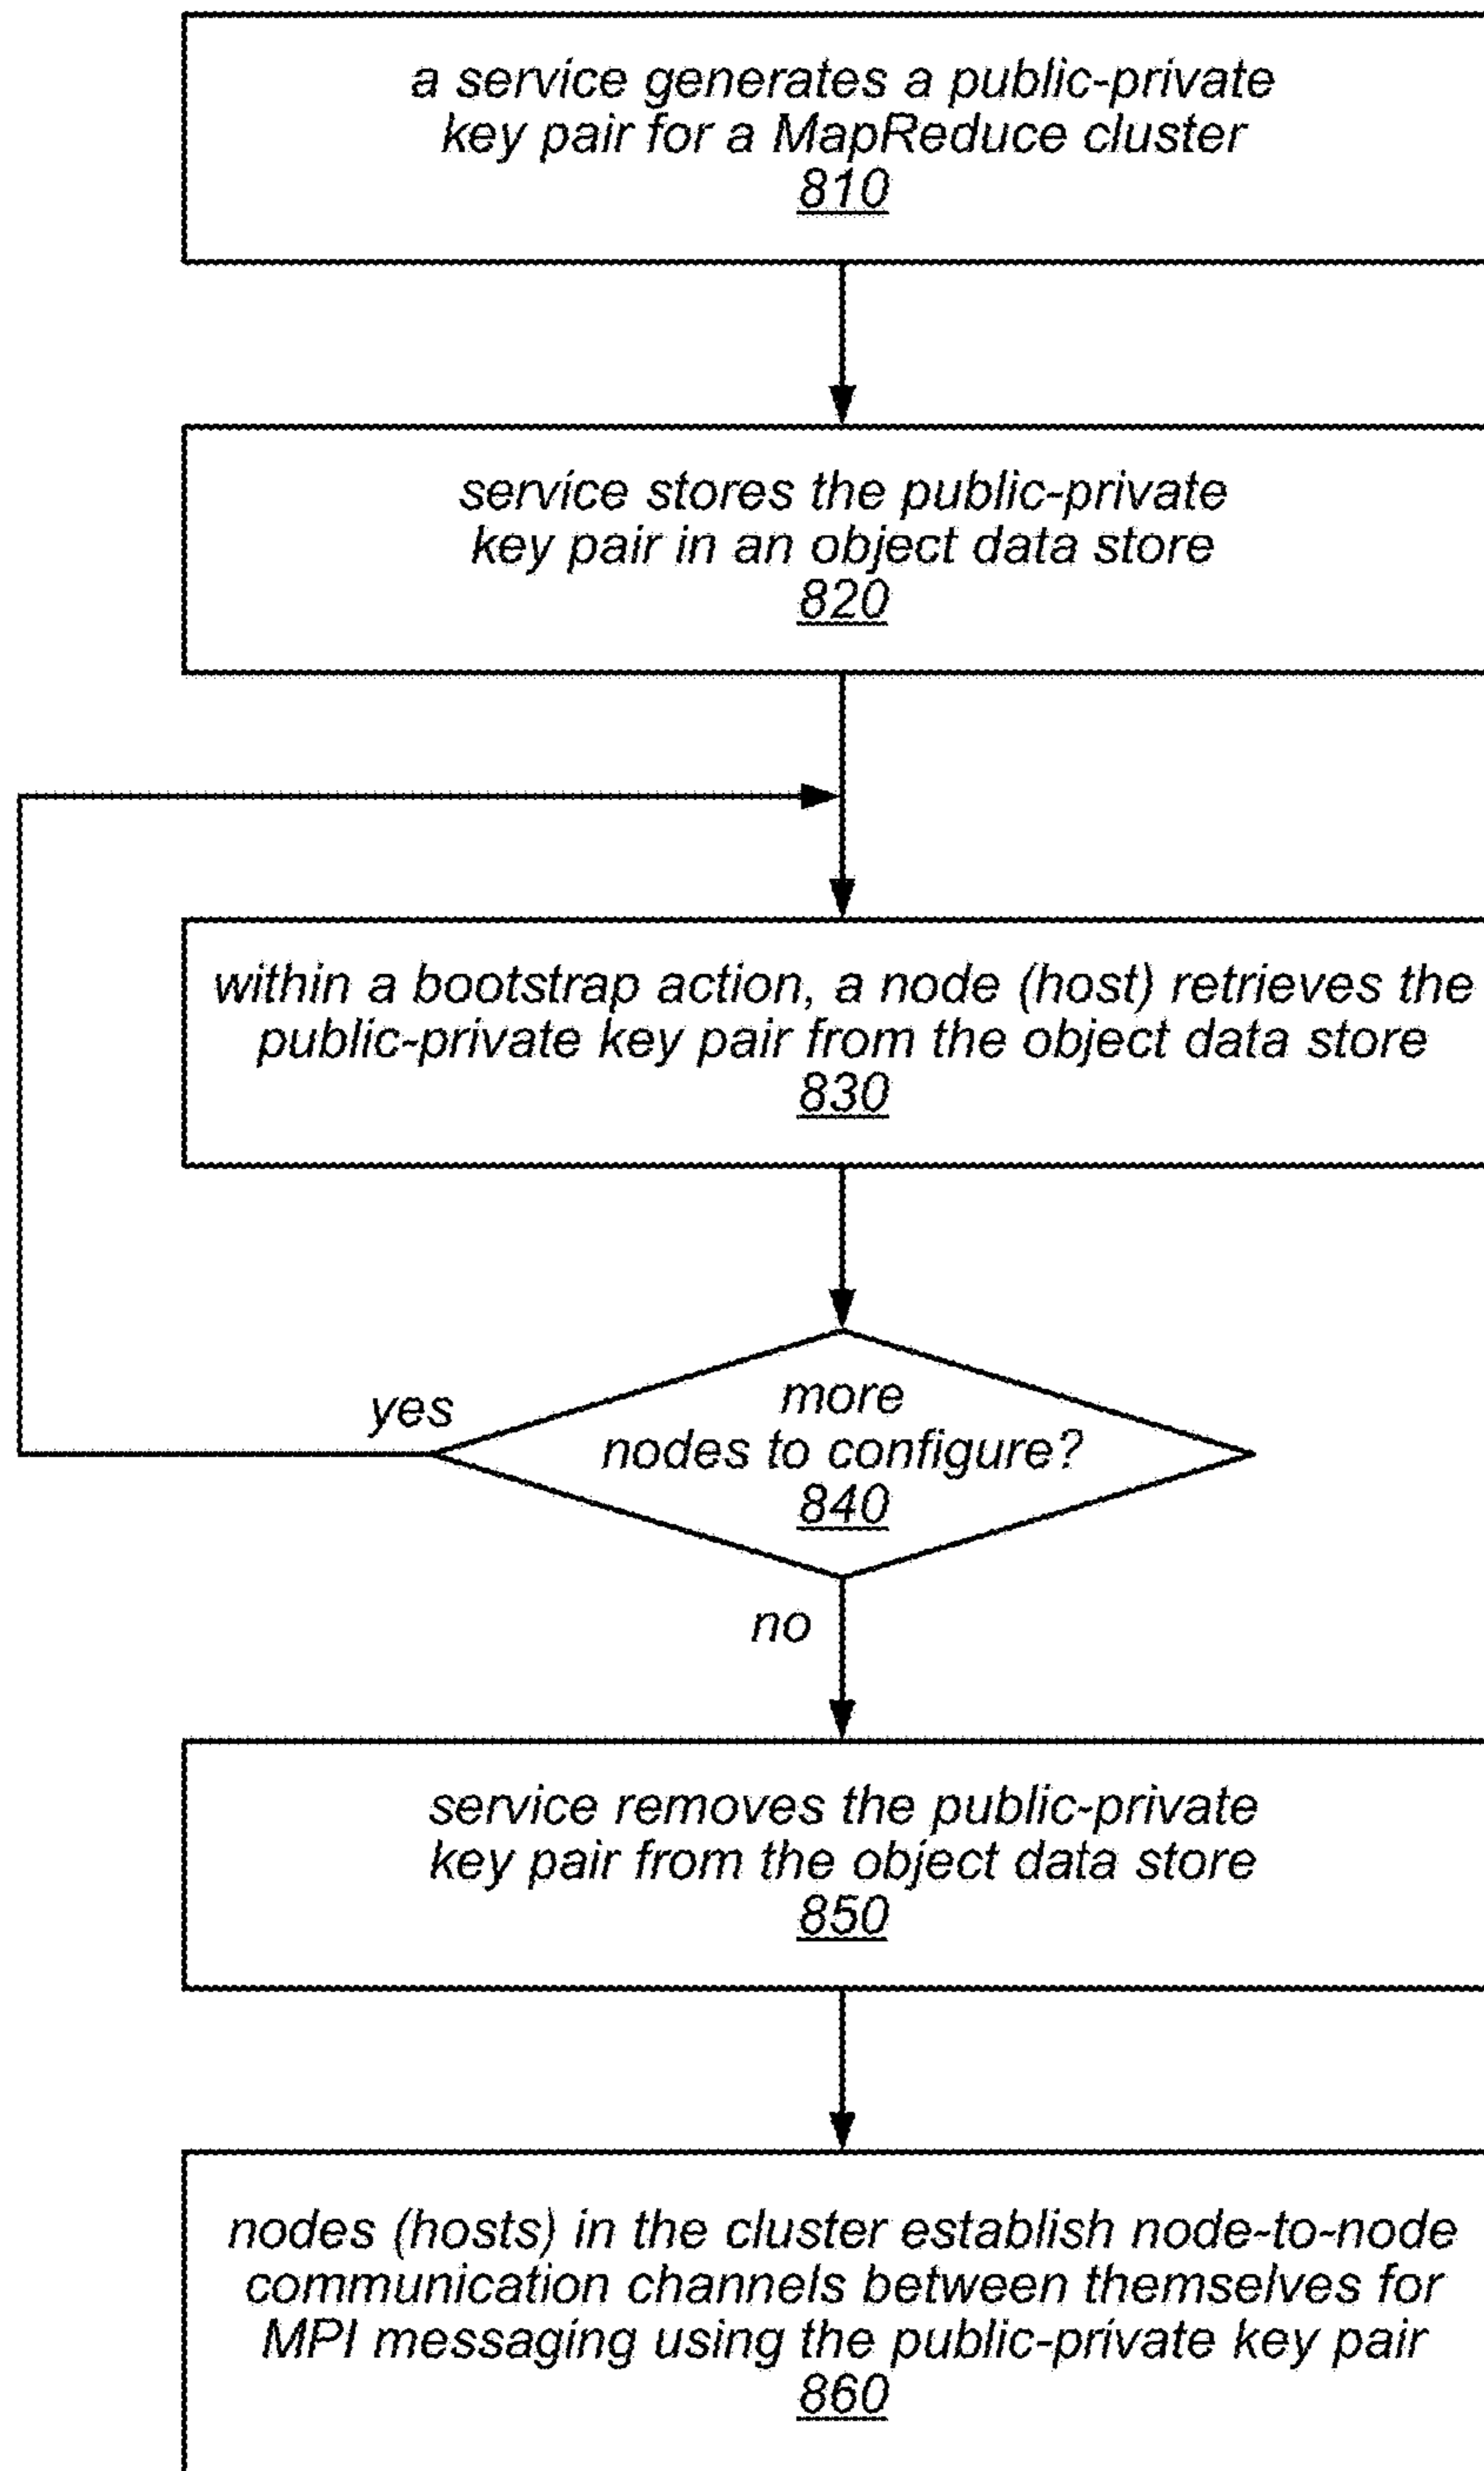 a service generates a public-private
key pair for a MapReduce cluster
810
service stores the public-private
key pair in an object data store
820
within a bootstrap action, a node (host) retrieves the
public-private key pair from the object data store
830
yes
more
nodes to configure?
840
no
service removes the public-private
key pair from the object data store
850
nodes (hosts) in the cluster establish node-to-node
communication channels between themselves for
MPI messaging using the public-private key pair
860